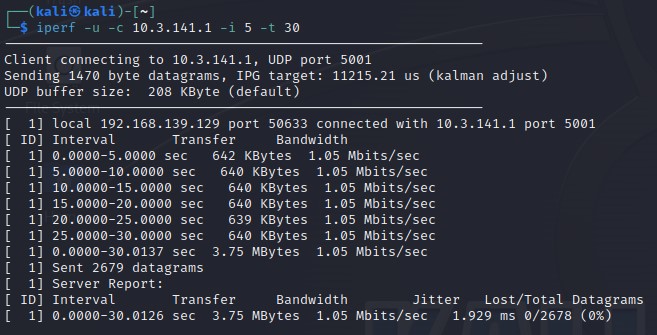 ┌──(kali㉿kali)-[~]
└─$ iperf -u -c 10.3.141.1 -i 5 -t 30
------------------------------------------------------------
Client connecting to 10.3.141.1, UDP port 5001
Sending 1470 byte datagrams, IPG target: 11215.21 us (kalman adjust)
UDP buffer size:  208 KByte (default)
------------------------------------------------------------
[  1] local 192.168.139.129 port 50633 connected with 10.3.141.1 port 5001
[ ID] Interval       Transfer     Bandwidth
[  1] 0.0000-5.0000 sec   642 KBytes  1.05 Mbits/sec
[  1] 5.0000-10.0000 sec   640 KBytes  1.05 Mbits/sec
[  1] 10.0000-15.0000 sec   640 KBytes  1.05 Mbits/sec
[  1] 15.0000-20.0000 sec   640 KBytes  1.05 Mbits/sec
[  1] 20.0000-25.0000 sec   639 KBytes  1.05 Mbits/sec
[  1] 25.0000-30.0000 sec   640 KBytes  1.05 Mbits/sec
[  1] 0.0000-30.0137 sec  3.75 MBytes  1.05 Mbits/sec
[  1] Sent 2679 datagrams
[  1] Server Report:
[ ID] Interval       Transfer     Bandwidth        Jitter   Lost/Total Datagrams
[  1] 0.0000-30.0126 sec  3.75 MBytes  1.05 Mbits/sec   1.929 ms 0/2678 (0%)